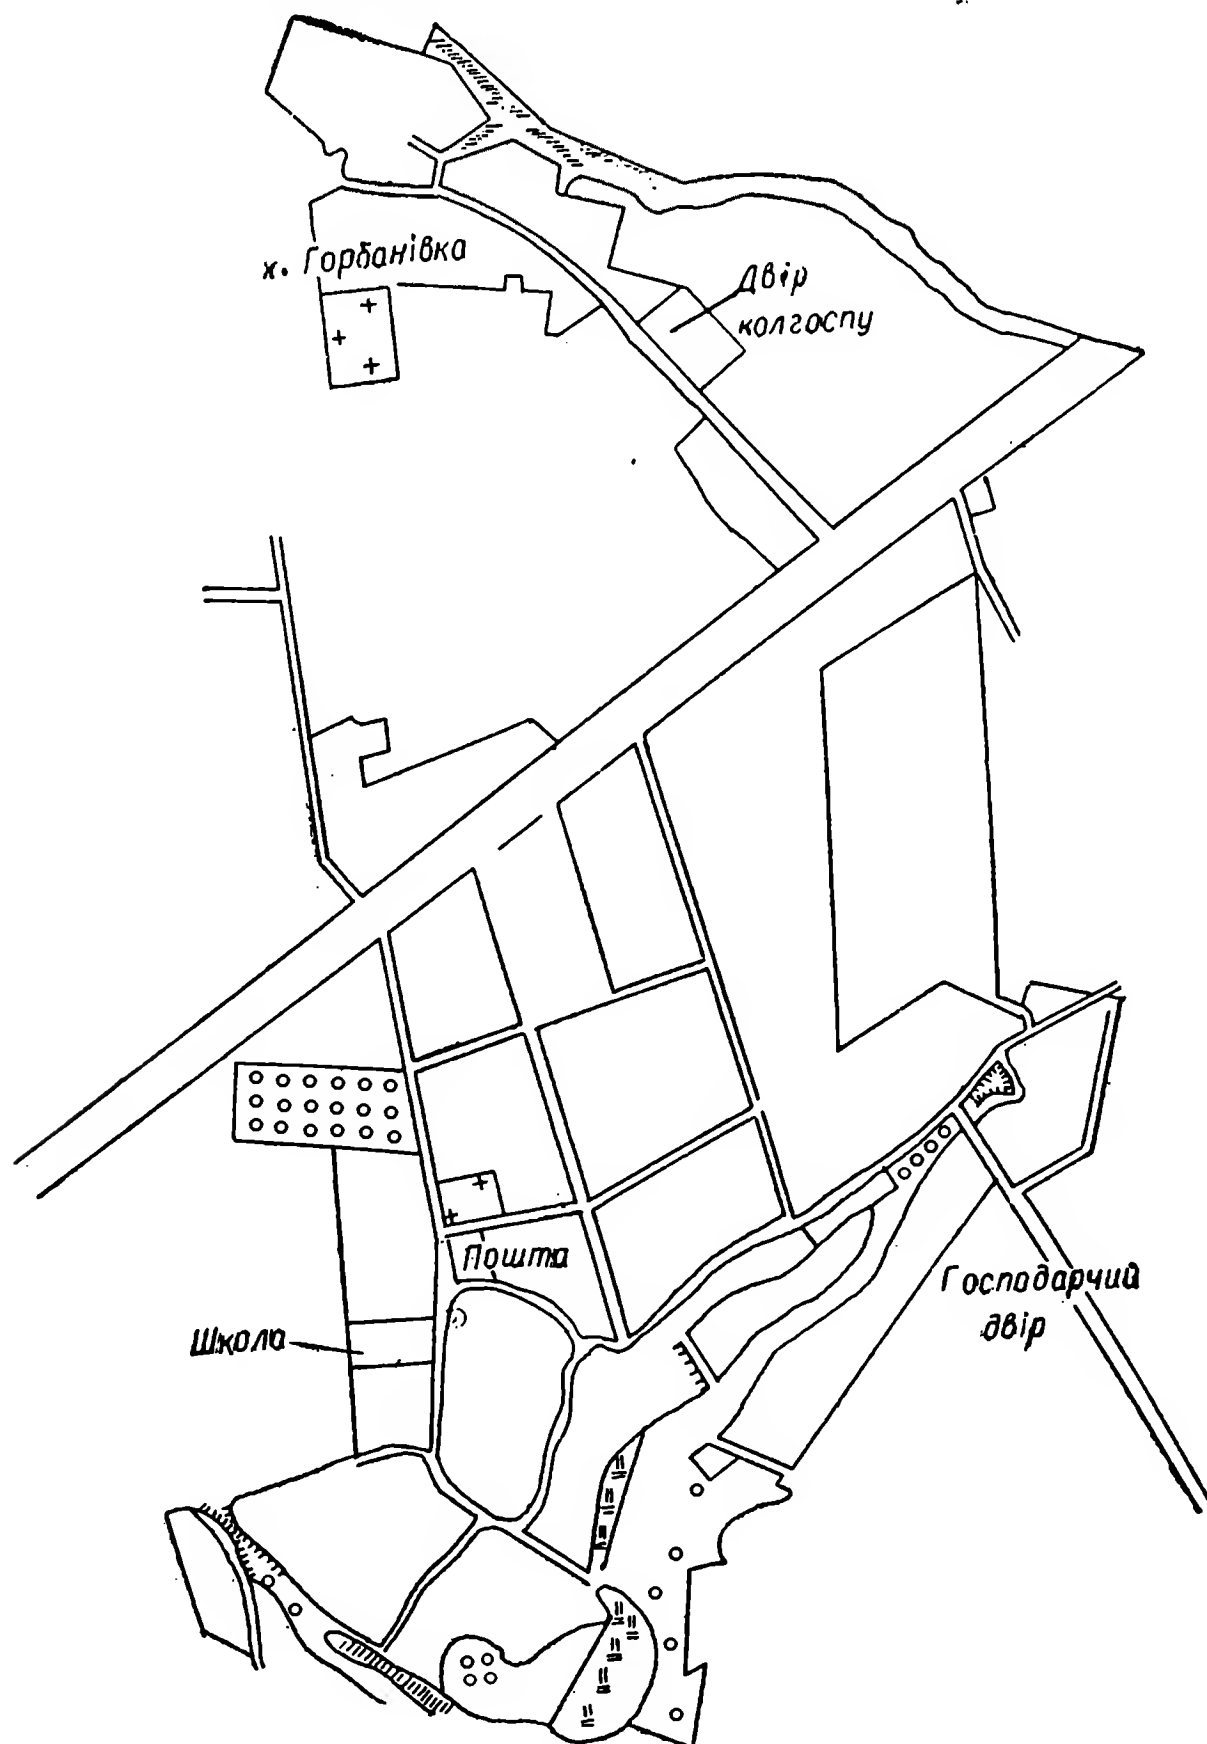 х. Горбанівка
Двір
колгоспу
Пошта
Школа
Господарчий
двір